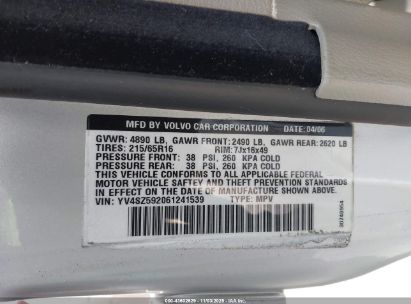 MFD BY VOLVO CAR CORPORATION DATE: 04/06
GVWR: 4890 LB, GAWR FRONT: 2490 LB, GAWR REAR: 2620 LB
TIRES: 215/65R16 RIM: 7Jx16x49
PRESSURE FRONT: 38 PSI, 260 KPA COLD
PRESSURE REAR: 38 PSI, 260 KPA COLD
THIS VEHICLE CONFORMS TO ALL APPLICABLE FEDERAL
MOTOR VEHICLE SAFTEY AND THEFT PREVENTION STANDARDS
IN EFFECT ON THE DATE OF MANUFACTURE SHOWN ABOVE.
VIN: YV4SZ592061241539 TYPE: MPV